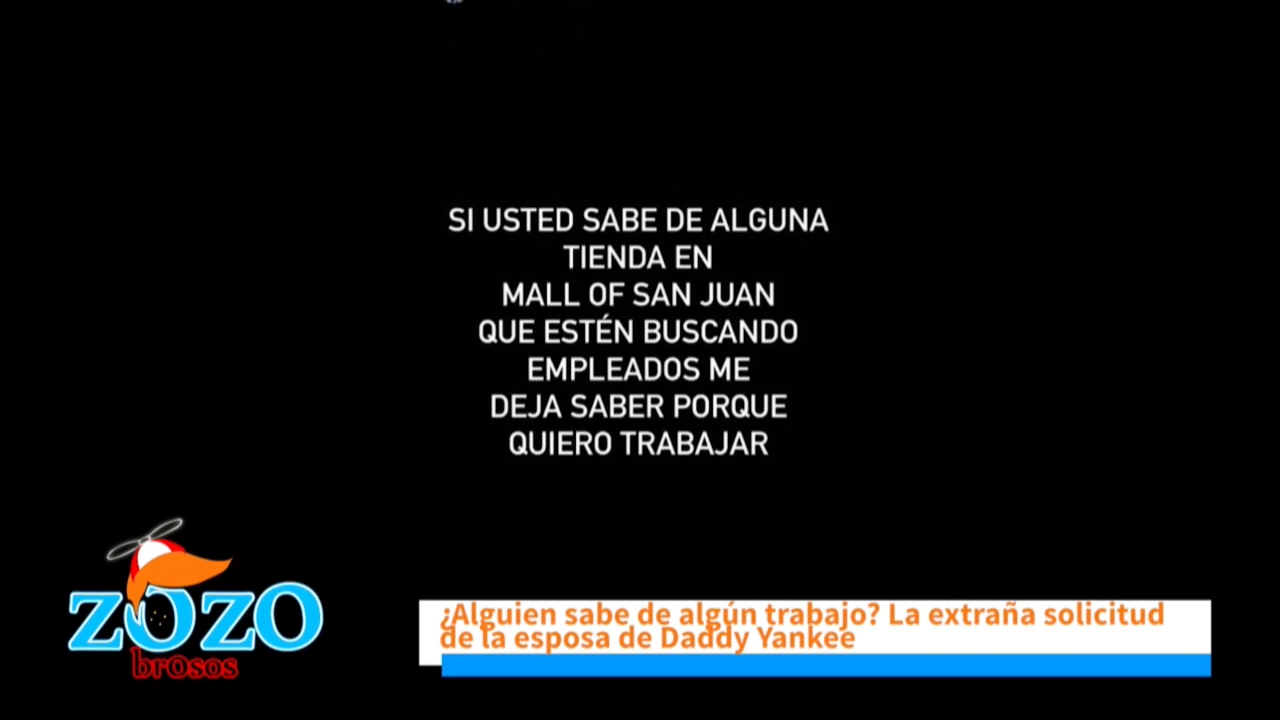 SI USTED SABE DE ALGUNA
TIENDA EN
MALL OF SAN JUAN
QUE ESTÉN BUSCANDO
EMPLEADOS ME
DEJA SABER PORQUE
QUIERO TRABAJAR
ZOZO
brOsos
¿Alguien sabe de algún trabajo? La extraña solicitud
de la esposa de Daddy Yankee